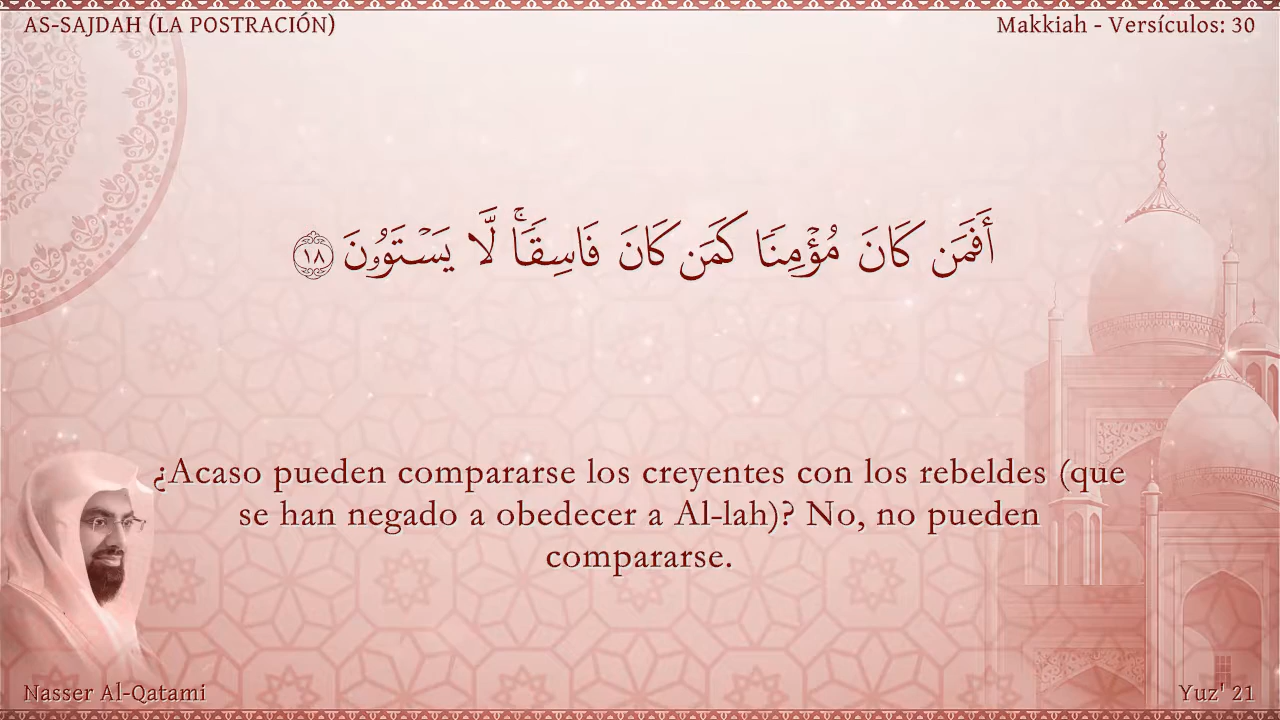 AS-SAJDAH (LA POSTRACIÓN)
Makkiah - Versículos: 30
أَفَمَن كَانَ مُؤْمِنًا كَمَن كَانَ فَاسِقًا ۚ لَّا يَسْتَوُۥنَ ١٨
¿Acaso pueden compararse los creyentes con los rebeldes (que
se han negado a obedecer a Al-lah)? No, no pueden
compararse.
Nasser Al-Qatami
Yuz' 21